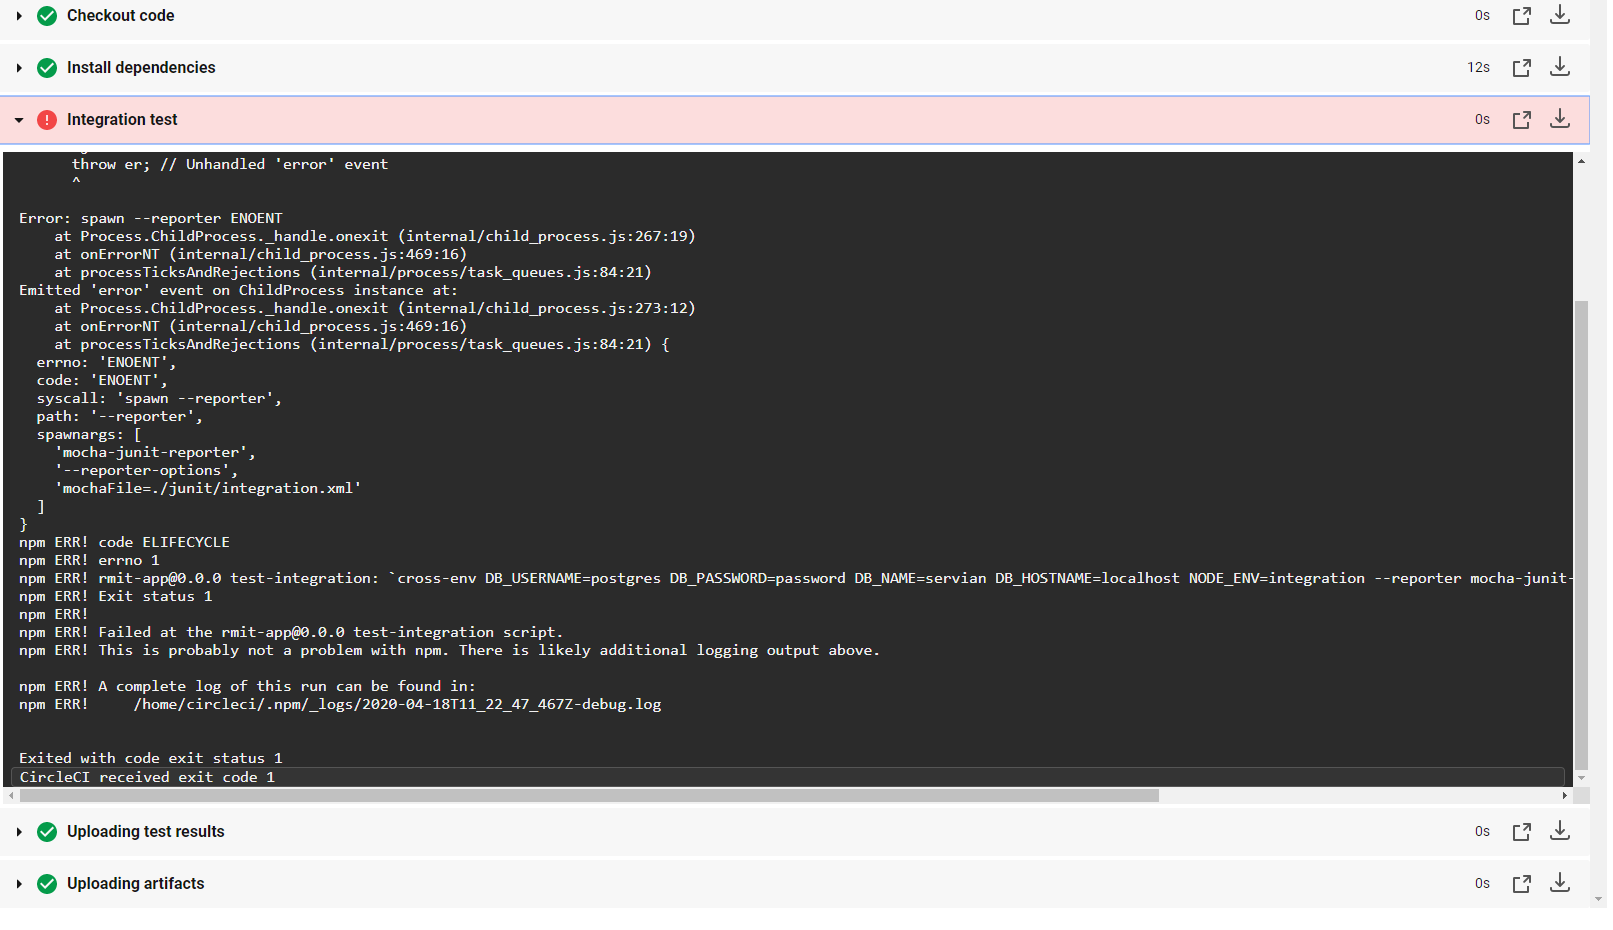 Checkout code 0s
Install dependencies 12s
Integration test 0s
throw er; // Unhandled 'error' event
^
Error: spawn --reporter ENOENT
at Process.ChildProcess._handle.onexit (internal/child_process.js:267:19)
at onErrorNT (internal/child_process.js:469:16)
at processTicksAndRejections (internal/process/task_queues.js:84:21)
Emitted 'error' event on ChildProcess instance at:
at Process.ChildProcess._handle.onexit (internal/child_process.js:273:12)
at onErrorNT (internal/child_process.js:469:16)
at processTicksAndRejections (internal/process/task_queues.js:84:21) {
errno: 'ENOENT',
code: 'ENOENT',
syscall: 'spawn --reporter',
path: '--reporter',
spawnargs: [
'mocha-junit-reporter',
'--reporter-options',
'mochaFile=./junit/integration.xml'
]
}
npm ERR! code ELIFECYCLE
npm ERR! errno 1
npm ERR! rmit-app@0.0.0 test-integration: `cross-env DB_USERNAME=postgres DB_PASSWORD=password DB_NAME=servian DB_HOSTNAME=localhost NODE_ENV=integration --reporter mocha-junit-
npm ERR! Exit status 1
npm ERR!
npm ERR! Failed at the rmit-app@0.0.0 test-integration script.
npm ERR! This is probably not a problem with npm. There is likely additional logging output above.
npm ERR! A complete log of this run can be found in:
npm ERR!     /home/circleci/.npm/_logs/2020-04-18T11_22_47_467Z-debug.log
Exited with code exit status 1
CircleCI received exit code 1
Uploading test results 0s
Uploading artifacts 0s